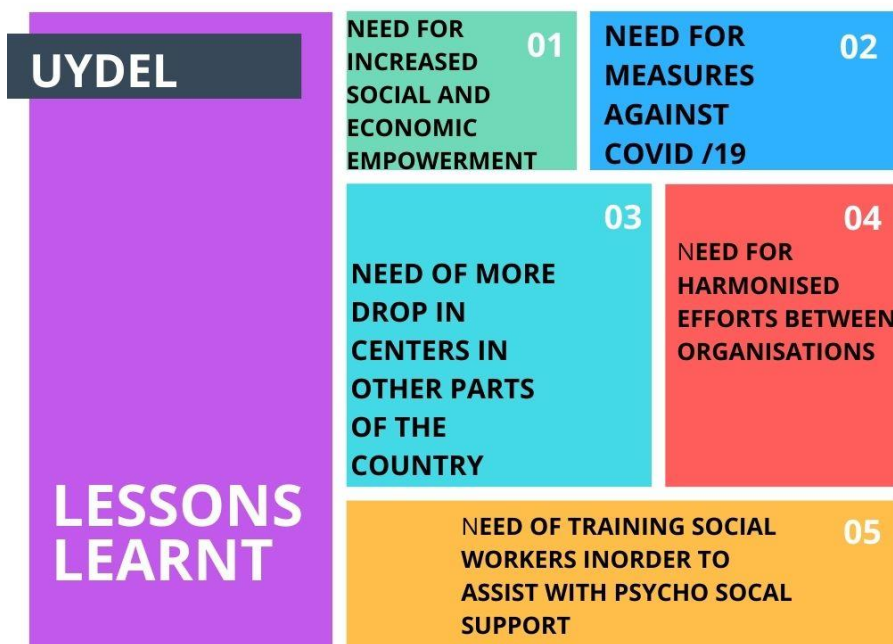 UYDEL
LESSONS
LEARNT
NEED FOR
INCREASED
SOCIAL AND
ECONOMIC
EMPOWERMENT
01
NEED FOR
MEASURES
AGAINST
COVID /19
02
NEED OF MORE
DROP IN
CENTERS IN
OTHER PARTS
OF THE
COUNTRY
03
NEED FOR
HARMONISED
EFFORTS BETWEEN
ORGANISATIONS
04
NEED OF TRAINING SOCIAL
WORKERS INORDER TO
ASSIST WITH PSYCHO SOCAL
SUPPORT
05